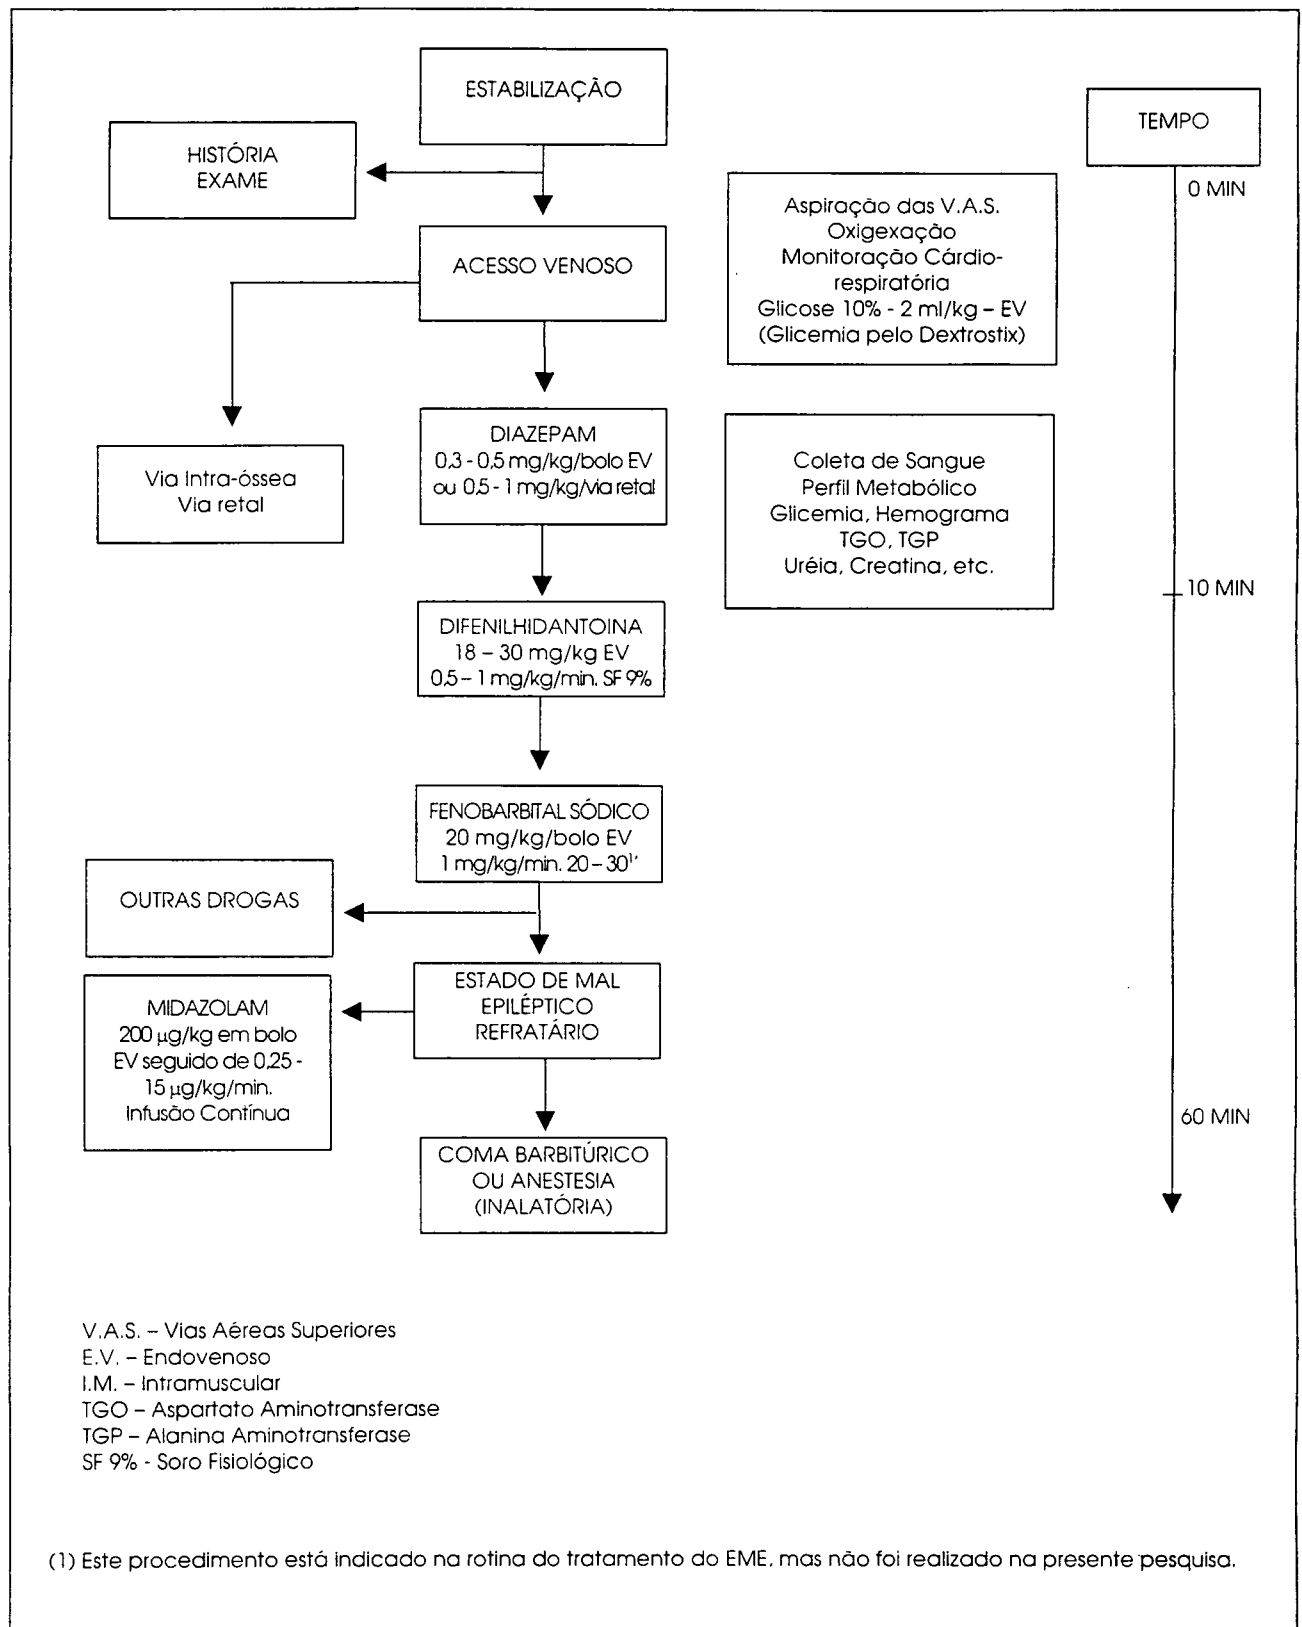 ESTABILIZAÇÃO
HISTÓRIA
EXAME
ACESSO VENOSO
Via Intra-óssea
Via retal
DIAZEPAM
0,3 - 0,5 mg/kg/bolo EV
ou 0,5 - 1 mg/kg/via retal
DIFENILHIDANTOINA
18 – 30 mg/kg EV
0,5 – 1 mg/kg/min. SF 9%
FENOBARBITAL SÓDICO
20 mg/kg/bolo EV
1 mg/kg/min. 20 – 30¹'
OUTRAS DROGAS
ESTADO DE MAL
EPILÉPTICO
REFRATÁRIO
MIDAZOLAM
200 µg/kg em bolo
EV seguido de 0,25 -
15 µg/kg/min.
Infusão Contínua
COMA BARBITÚRICO
OU ANESTESIA
(INALATÓRIA)
Aspiração das V.A.S.
Oxigexação
Monitoração Cárdio-
respiratória
Glicose 10% - 2 ml/kg – EV
(Glicemia pelo Dextrostix)
Coleta de Sangue
Perfil Metabólico
Glicemia, Hemograma
TGO, TGP
Uréia, Creatina, etc.
TEMPO
0 MIN
10 MIN
60 MIN
V.A.S. – Vias Aéreas Superiores
E.V. – Endovenoso
I.M. – Intramuscular
TGO – Aspartato Aminotransferase
TGP – Alanina Aminotransferase
SF 9% - Soro Fisiológico
(1) Este procedimento está indicado na rotina do tratamento do EME, mas não foi realizado na presente pesquisa.